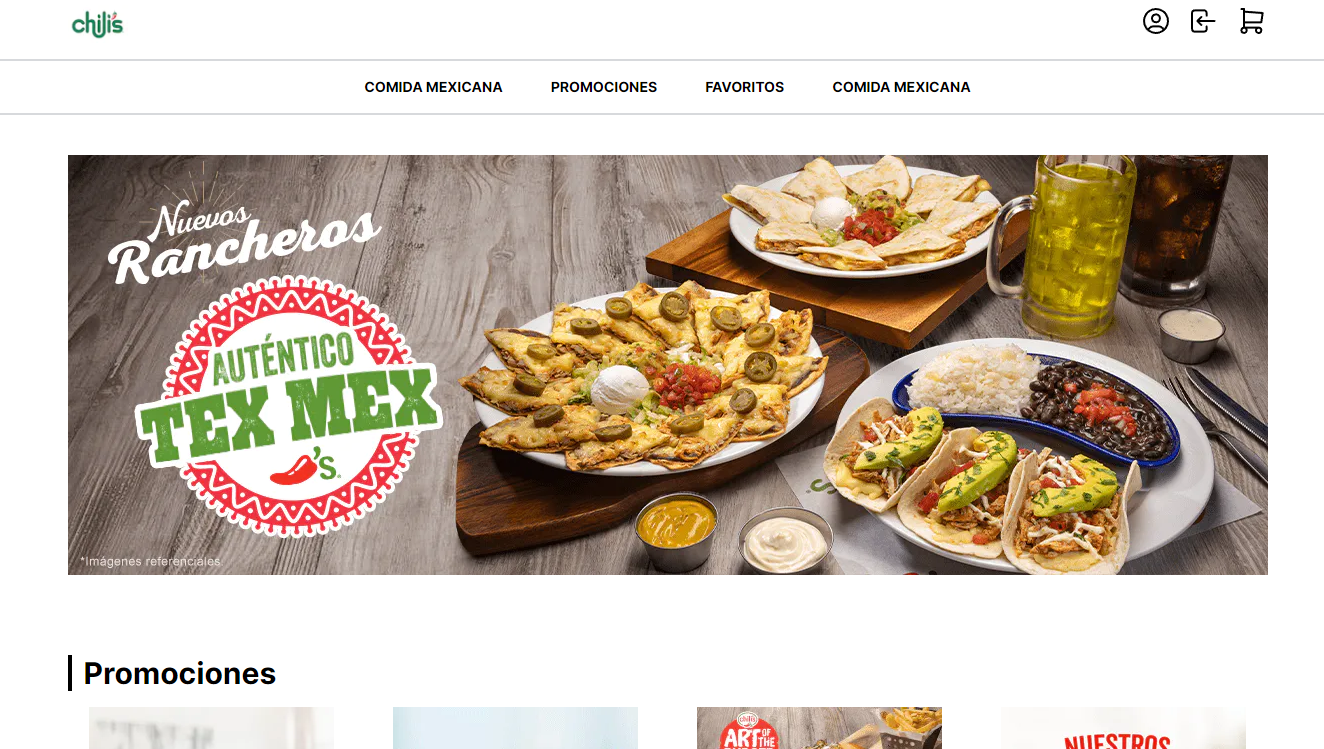 chili's
COMIDA MEXICANA
PROMOCIONES
FAVORITOS
COMIDA MEXICANA
Nuevos
Rancheros
AUTÉNTICO
TEX MEX
'S
*Imágenes referenciales.
Promociones
chili's
ART OF
THE
NUESTROS